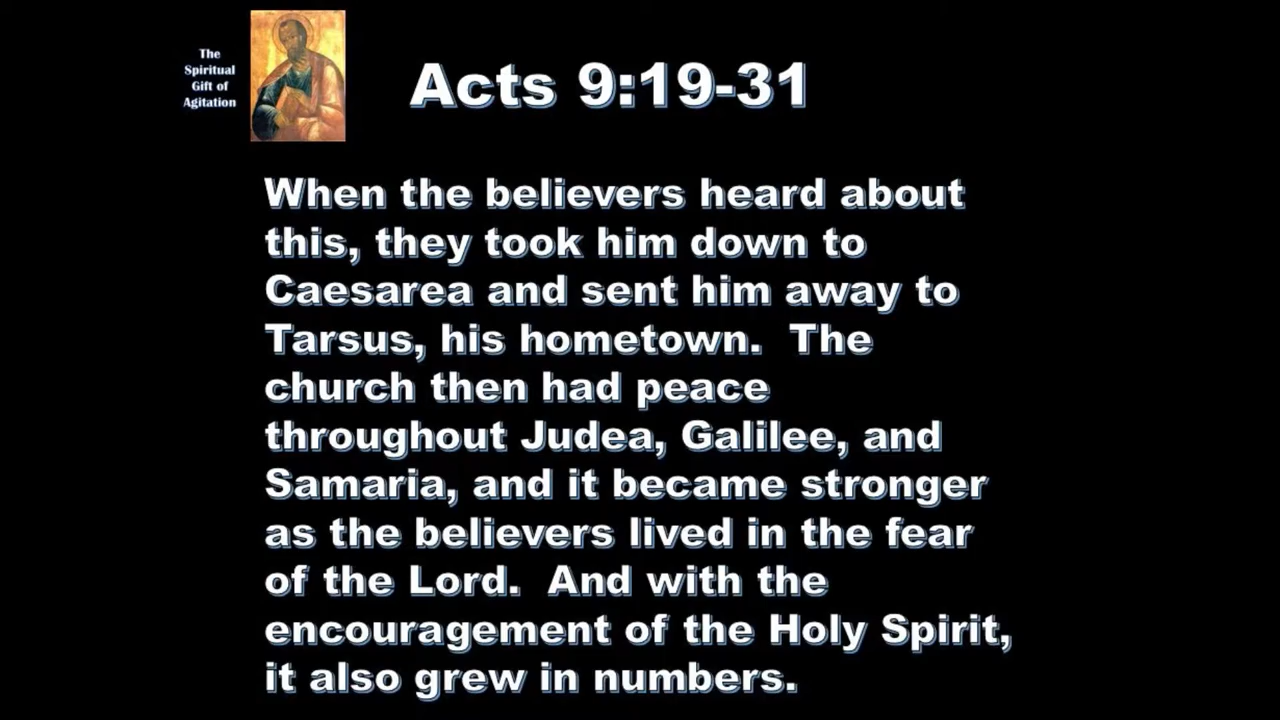 The
Spiritual
Gift of
Agitation
Acts 9:19-31
When the believers heard about
this, they took him down to
Caesarea and sent him away to
Tarsus, his hometown.  The
church then had peace
throughout Judea, Galilee, and
Samaria, and it became stronger
as the believers lived in the fear
of the Lord.  And with the
encouragement of the Holy Spirit,
it also grew in numbers.